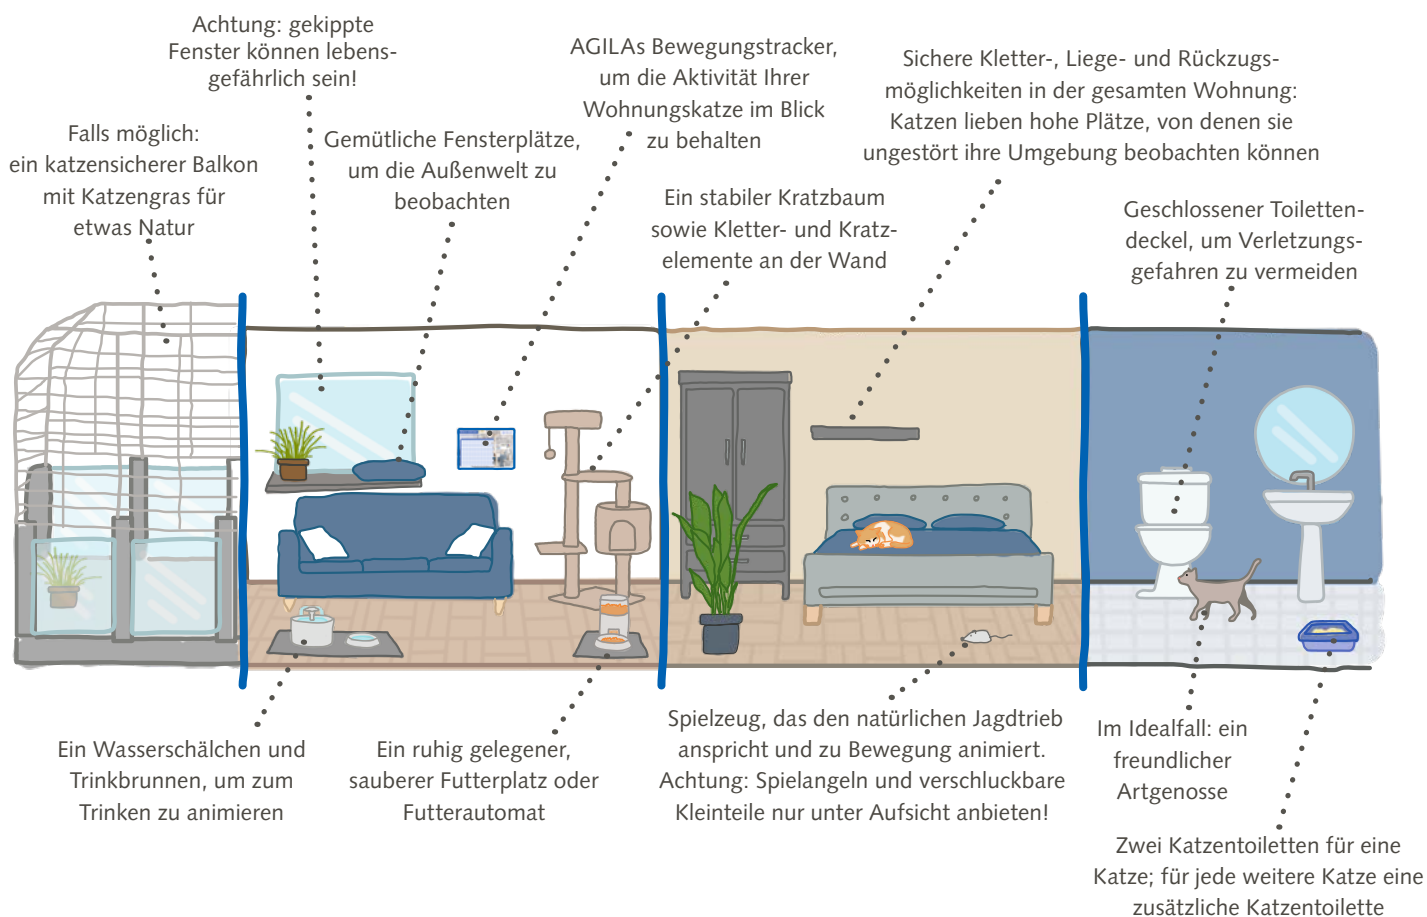 Achtung: gekippte
Fenster können lebens-
gefährlich sein!
AGILAs Bewegungstracker,
um die Aktivität Ihrer
Wohnungskatze im Blick
zu behalten
Sichere Kletter-, Liege- und Rückzugs-
möglichkeiten in der gesamten Wohnung:
Katzen lieben hohe Plätze, von denen sie
ungestört ihre Umgebung beobachten können
Falls möglich:
ein katzensicherer Balkon
mit Katzengras für
etwas Natur
Gemütliche Fensterplätze,
um die Außenwelt zu
beobachten
Ein stabiler Kratzbaum
sowie Kletter- und Kratz-
elemente an der Wand
Geschlossener Toiletten-
deckel, um Verletzungs-
gefahren zu vermeiden
Ein Wasserschälchen und
Trinkbrunnen, um zum
Trinken zu animieren
Ein ruhig gelegener,
sauberer Futterplatz oder
Futterautomat
Spielzeug, das den natürlichen Jagdtrieb
anspricht und zu Bewegung animiert.
Achtung: Spielangeln und verschluckbare
Kleinteile nur unter Aufsicht anbieten!
Im Idealfall: ein
freundlicher
Artgenosse
Zwei Katzentoiletten für eine
Katze; für jede weitere Katze eine
zusätzliche Katzentoilette